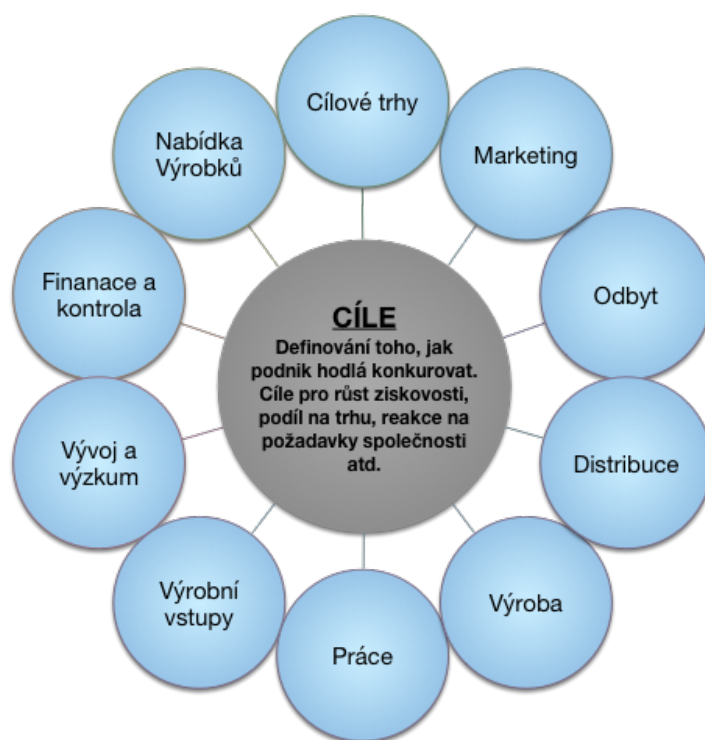 Cílové trhy
Marketing
Odbyt
Distribuce
Výroba
Práce
Výrobní
vstupy
Vývoj a
výzkum
Finanace a
kontrola
Nabídka
Výrobků
CÍLE
Definování toho, jak
podnik hodlá konkurovat.
Cíle pro růst ziskovosti,
podíl na trhu, reakce na
požadavky společnosti
atd.